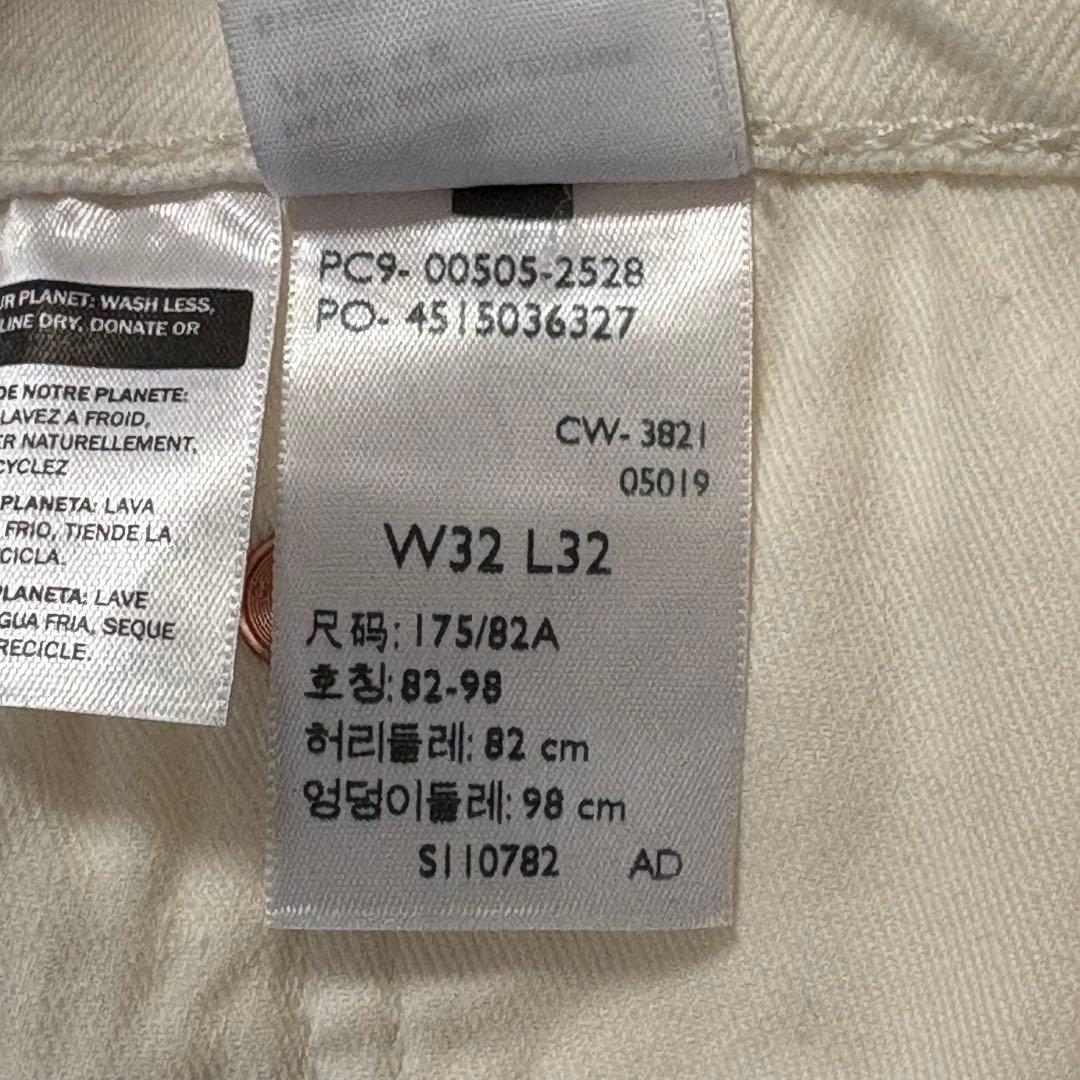 UR PLANET: WASH LESS,
LINE DRY, DONATE OR
DE NOTRE PLANETE:
LAVEZ A FROID,
ER NATURELLEMENT,
CYCLEZ
PLANETA: LAVA
FRIO, TIENDE LA
CICLA.
PLANETA: LAVE
GUA FRIA, SEQUE
RECICLE.
PC9- 00505-2528
PO- 4515036327
CW- 3821
05019
W32 L32
尺码: 175/82A
호칭: 82-98
허리둘레: 82 cm
엉덩이둘레: 98 cm
S110782 AD